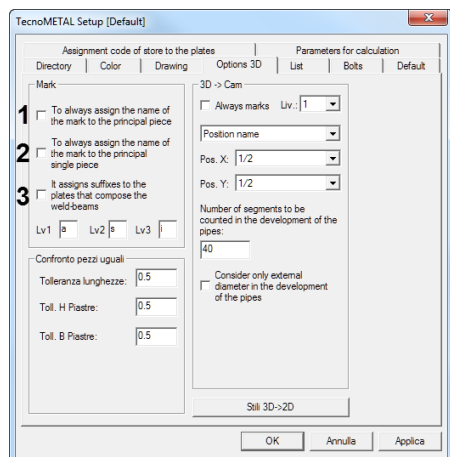 TecnoMETAL Setup [Default]
Assignment code of store to the plates
Parameters for calculation
Directory
Color
Drawing
Options 3D
List
Bolts
Default
Mark
1
To always assign the name of
the mark to the principal piece
2
To always assign the name of
the mark to the principal
single piece
3
It assigns suffixes to the
plates that compose the
weld-beams
Lv1 a Lv2 s Lv3 i
Confronto pezzi uguali
Tolleranza lunghezze: 0.5
Toll. H Piastre: 0.5
Toll. B Piastre: 0.5
3D -> Cam
Always marks Liv.: 1
Position name
Pos. X: 1/2
Pos. Y: 1/2
Number of segments to be
counted in the development of the
pipes:
40
Consider only external
diameter in the development
of the pipes
Stili 3D->2D
OK
Annulla
Applica